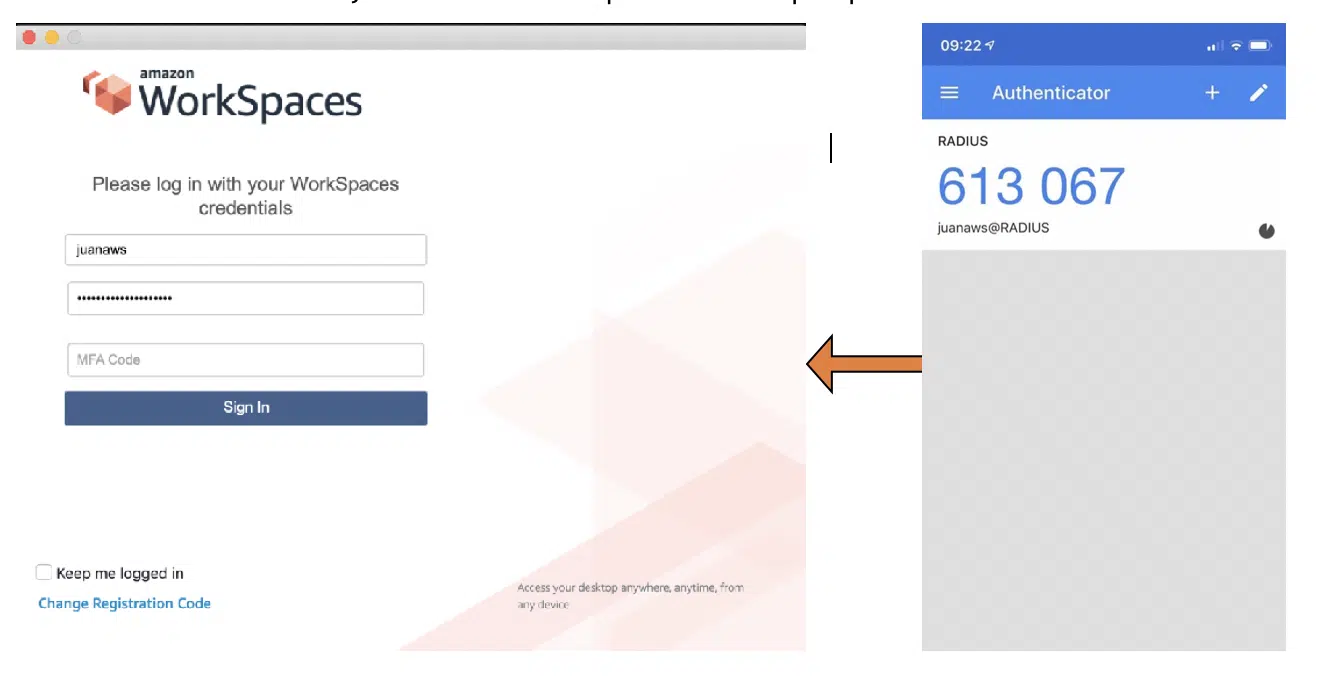 amazon
WorkSpaces
Please log in with your WorkSpaces
credentials
juanaws
••••••••••••••••••••
MFA Code
Sign In
Keep me logged in
Change Registration Code
Access your desktop anywhere, anytime, from
any device
09:22
Authenticator
RADIUS
613 067
juanaws@RADIUS